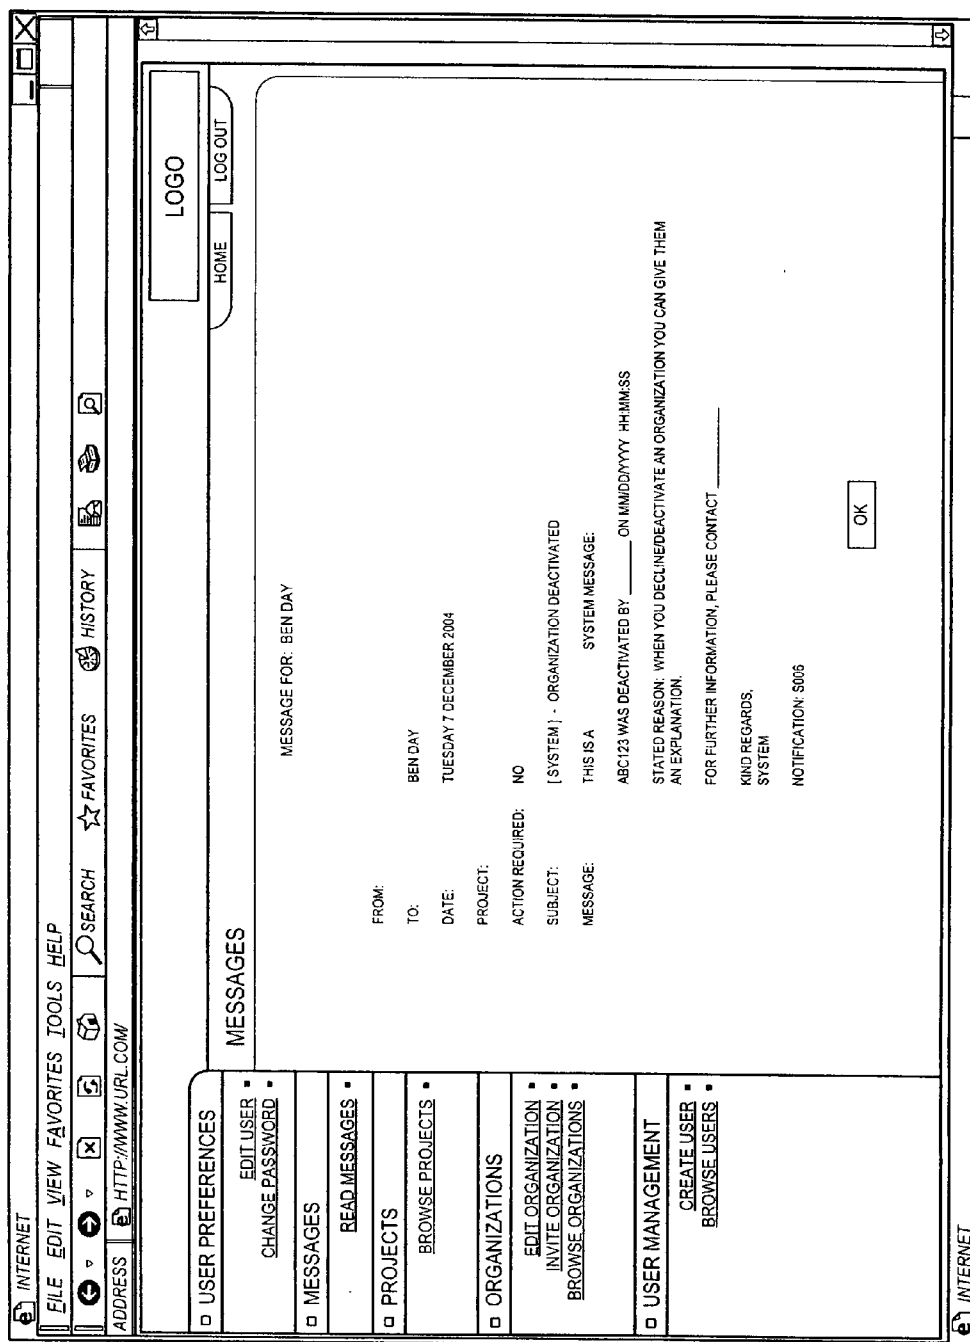 INTERNET
FILE EDIT VIEW FAVORITES TOOLS HELP
SEARCH FAVORITES HISTORY
ADDRESS HTTP://WWW.URL.COM/
LOGO
HOME LOG OUT
USER PREFERENCES
EDIT USER
CHANGE PASSWORD
MESSAGES
READ MESSAGES
PROJECTS
BROWSE PROJECTS
ORGANIZATIONS
EDIT ORGANIZATION
INVITE ORGANIZATION
BROWSE ORGANIZATIONS
USER MANAGEMENT
CREATE USER
BROWSE USERS
MESSAGES
MESSAGE FOR: BEN DAY
FROM:
TO: BEN DAY
DATE: TUESDAY 7 DECEMBER 2004
PROJECT:
ACTION REQUIRED: NO
SUBJECT: [SYSTEM] - ORGANIZATION DEACTIVATED
MESSAGE: THIS IS A SYSTEM MESSAGE:
ABC123 WAS DEACTIVATED BY ______ ON MM/DD/YYYY HH:MM:SS
STATED REASON: WHEN YOU DECLINE/DEACTIVATE AN ORGANIZATION YOU CAN GIVE THEM
AN EXPLANATION.
FOR FURTHER INFORMATION, PLEASE CONTACT ________
KIND REGARDS,
SYSTEM
NOTIFICATION: S006
OK
INTERNET